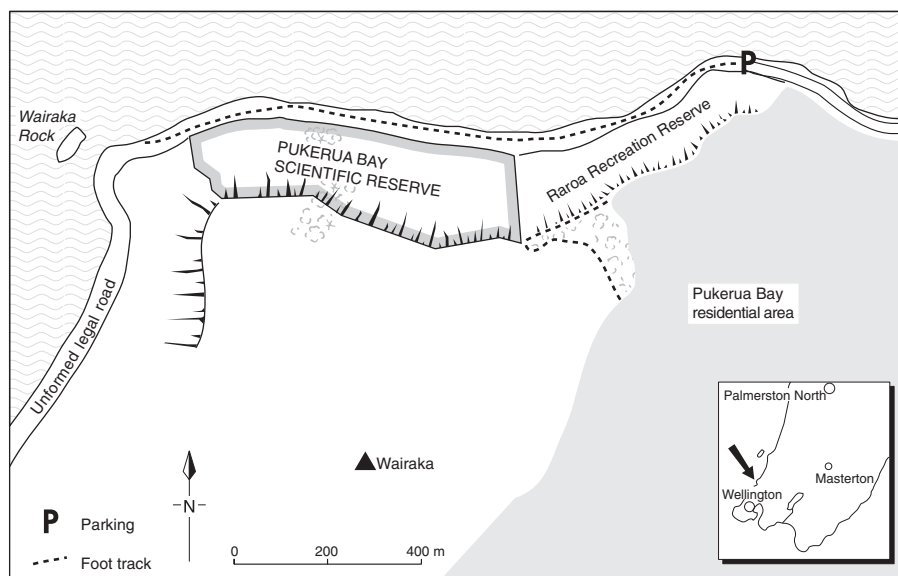 P
Wairaka
Rock
PUKERUA BAY
SCIENTIFIC RESERVE
Raroa Recreation Reserve
Pukerua Bay
residential area
Unformed legal road
Wairaka
N
P Parking
Foot track
0 200 400 m
Palmerston North
Masterton
Wellington